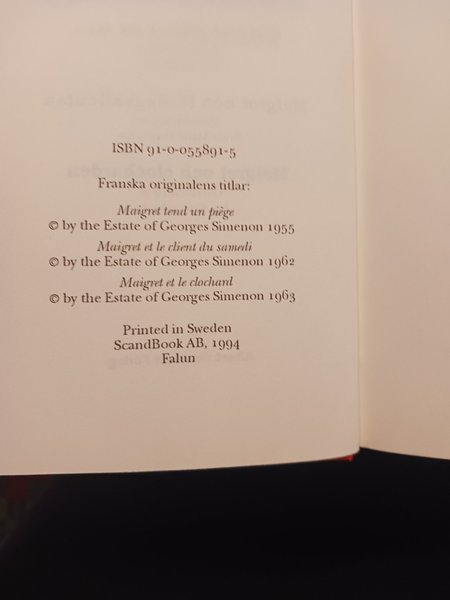 ISBN 91-0-055891-5
Franska originalens titlar:
Maigret tend un piège
© by the Estate of Georges Simenon 1955
Maigret et le client du samedi
© by the Estate of Georges Simenon 1962
Maigret et le clochard
© by the Estate of Georges Simenon 1963
Printed in Sweden
ScandBook AB, 1994
Falun